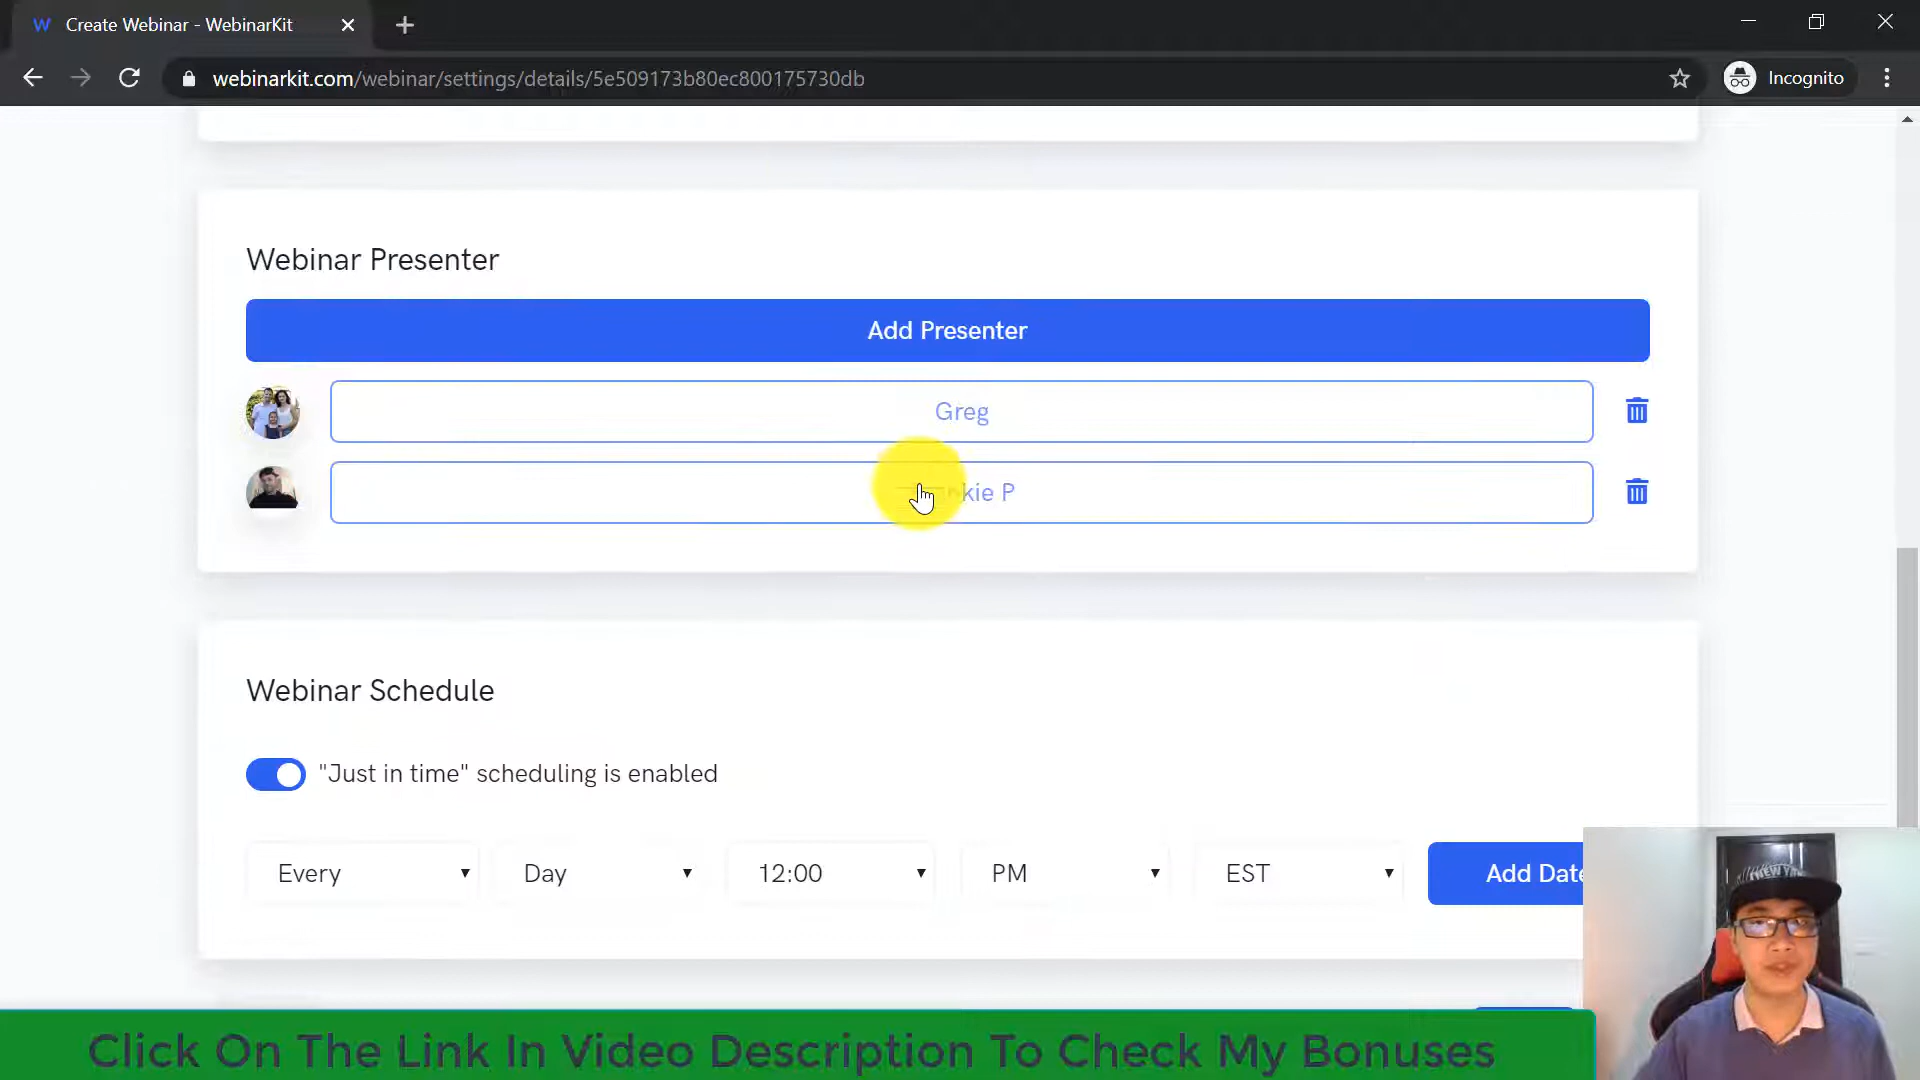 Create Webinar - WebinarKit
webinarkit.com/webinar/settings/details/5e509173b80ec800175730db
Incognito
Webinar Presenter
Add Presenter
Greg
P
Webinar Schedule
"Just in time" scheduling is enabled
Every
Day
12:00
PM
EST
Add Date
Click On The Link In Video Description To Check My Bonuses